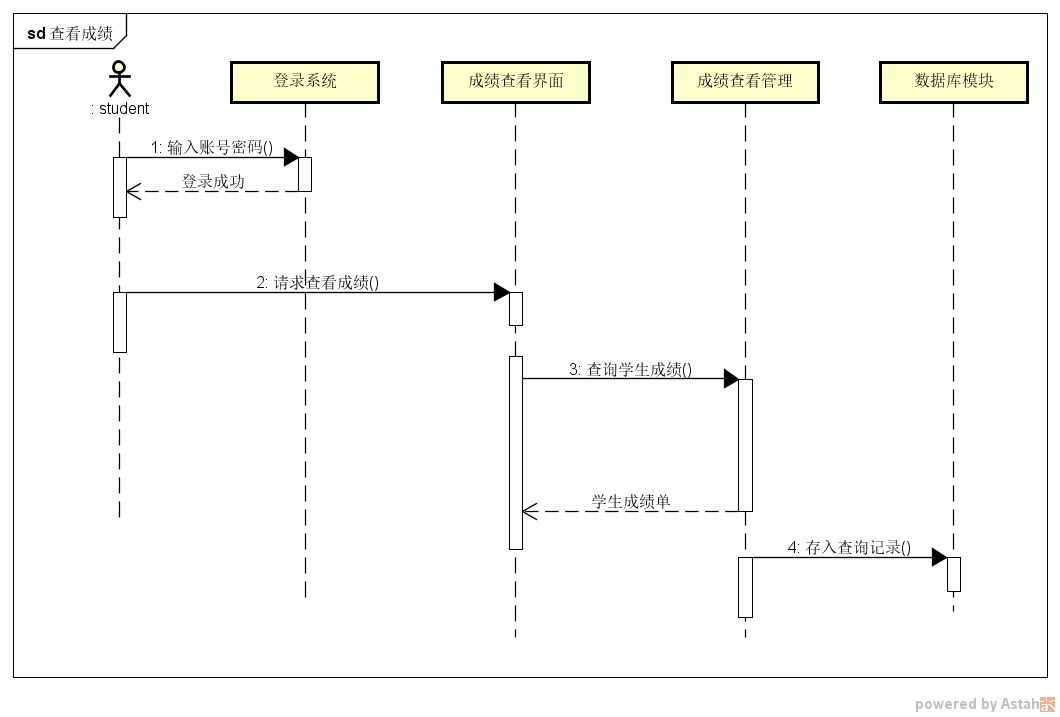 sd 查看成绩
: student
登录系统
成绩查看界面
成绩查看管理
数据库模块
1: 输入账号密码()
登录成功
2: 请求查看成绩()
3: 查询学生成绩()
学生成绩单
4: 存入查询记录()
powered by Astah